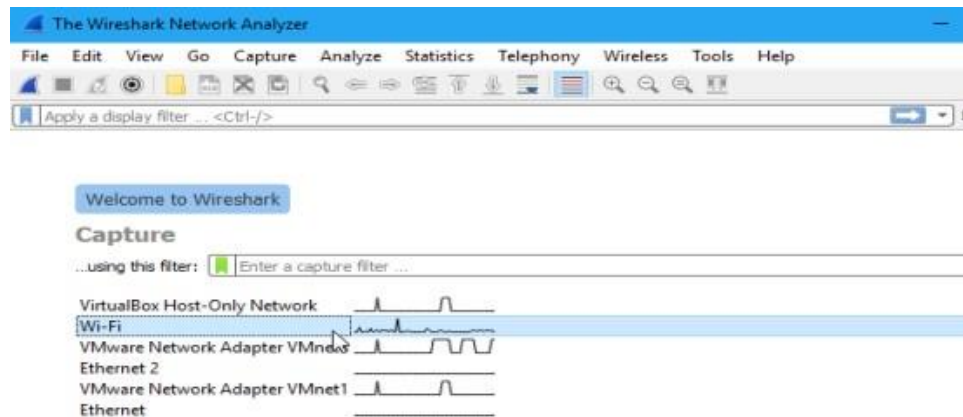 The Wireshark Network Analyzer
File Edit View Go Capture Analyze Statistics Telephony Wireless Tools Help
Apply a display filter ... <Ctrl-/>
Welcome to Wireshark
Capture
...using this filter: Enter a capture filter ...
VirtualBox Host-Only Network
Wi-Fi
VMware Network Adapter
Ethernet 2
VMware Network Adapter VMnet1
Ethernet